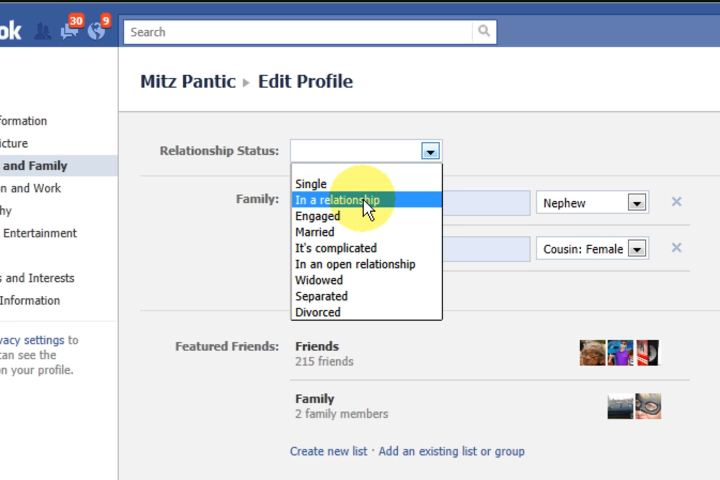 ok
30
9
Search
Mitz Pantic ▸ Edit Profile
formation
icture
and Family
n and Work
hy
Entertainment
s and Interests
Information
vacy settings to
can see the
on your profile.
Relationship Status:
Single
In a relationship
Engaged
Married
It's complicated
In an open relationship
Widowed
Separated
Divorced
Family:
Nephew
Cousin: Female
Featured Friends:
Friends
215 friends
Family
2 family members
Create new list · Add an existing list or group